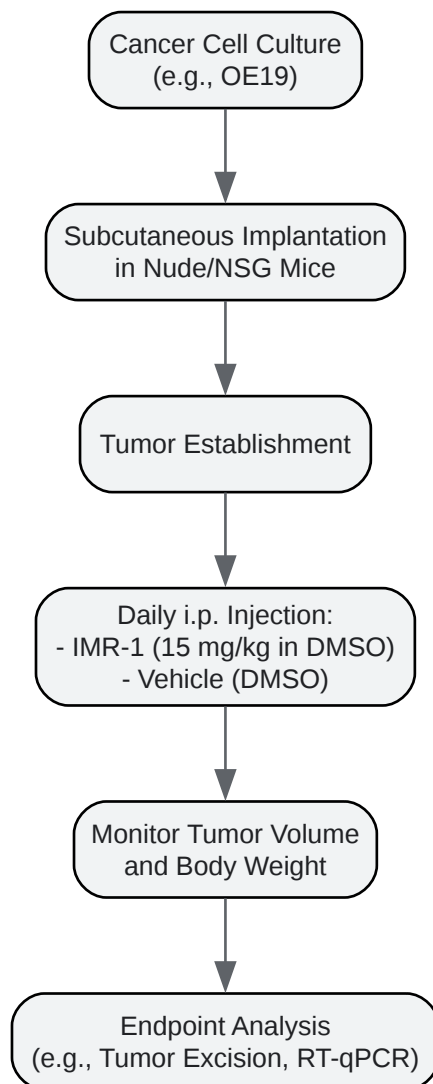 Cancer Cell Culture
(e.g., OE19)
Subcutaneous Implantation
in Nude/NSG Mice
Tumor Establishment
Daily i.p. Injection:
- IMR-1 (15 mg/kg in DMSO)
- Vehicle (DMSO)
Monitor Tumor Volume
and Body Weight
Endpoint Analysis
(e.g., Tumor Excision, RT-qPCR)